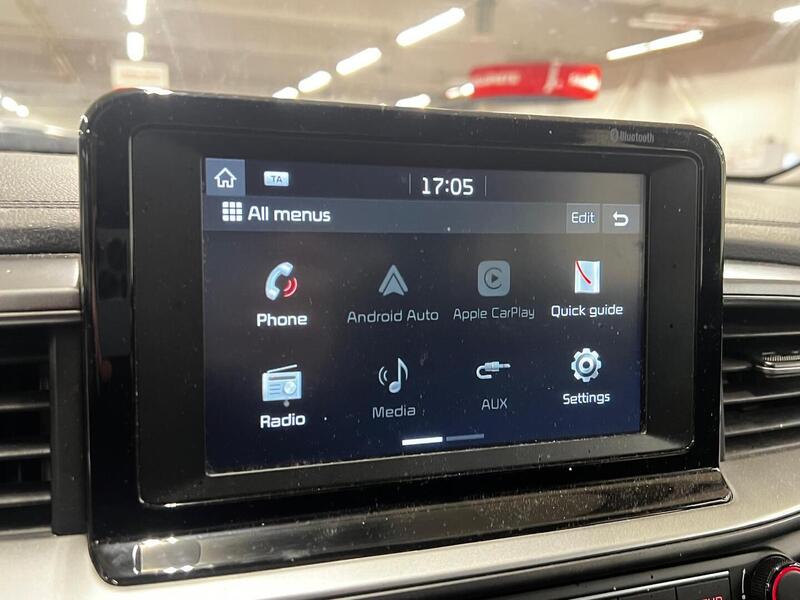 Bluetooth
TA
17:05
All menus
Edit
Phone
Android Auto
Apple CarPlay
Quick guide
Radio
Media
AUX
Settings